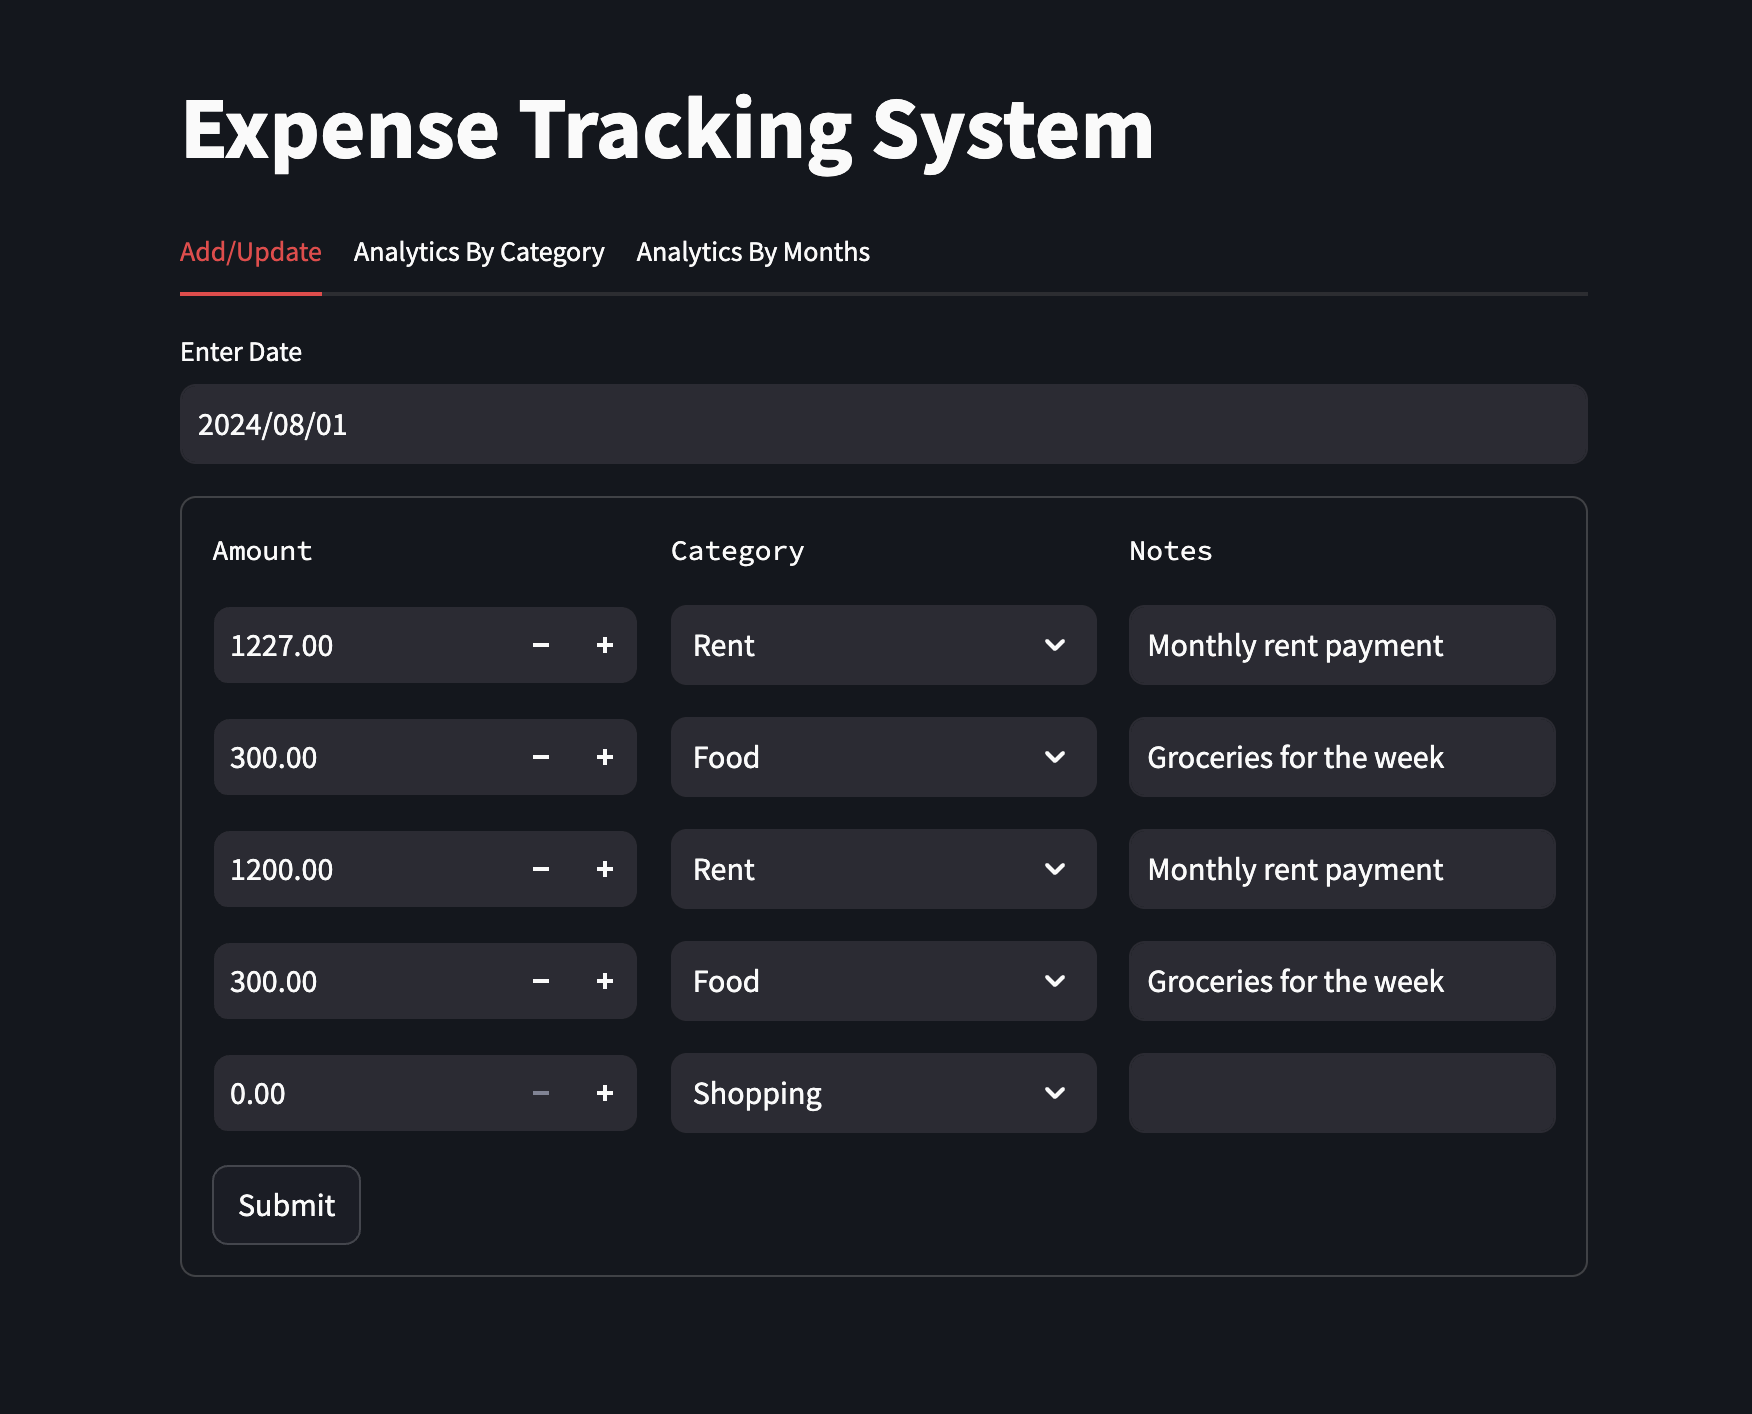 Expense Tracking System
Add/Update Analytics By Category Analytics By Months
Enter Date
2024/08/01
Amount Category Notes
1227.00 − + Rent Monthly rent payment
300.00 − + Food Groceries for the week
1200.00 − + Rent Monthly rent payment
300.00 − + Food Groceries for the week
0.00 − + Shopping
Submit